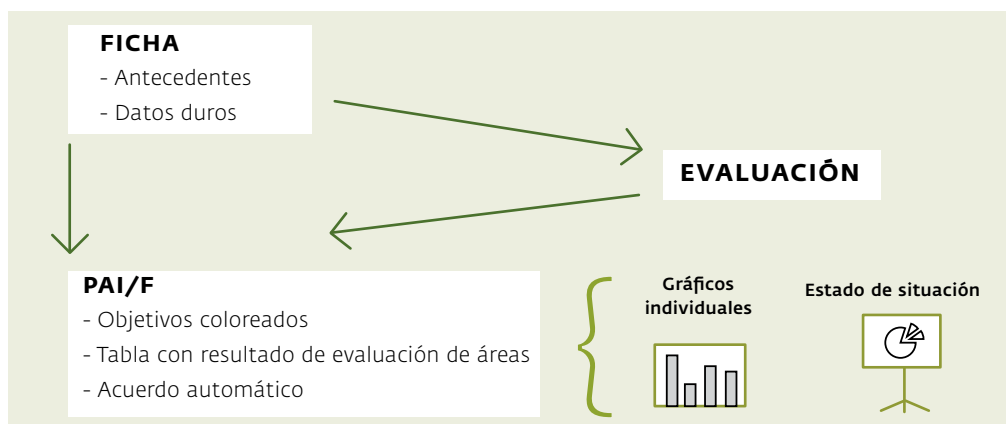 FICHA
- Antecedentes
- Datos duros
EVALUACIÓN
PAI/F
- Objetivos coloreados
- Tabla con resultado de evaluación de áreas
- Acuerdo automático
Gráficos
individuales
Estado de situación